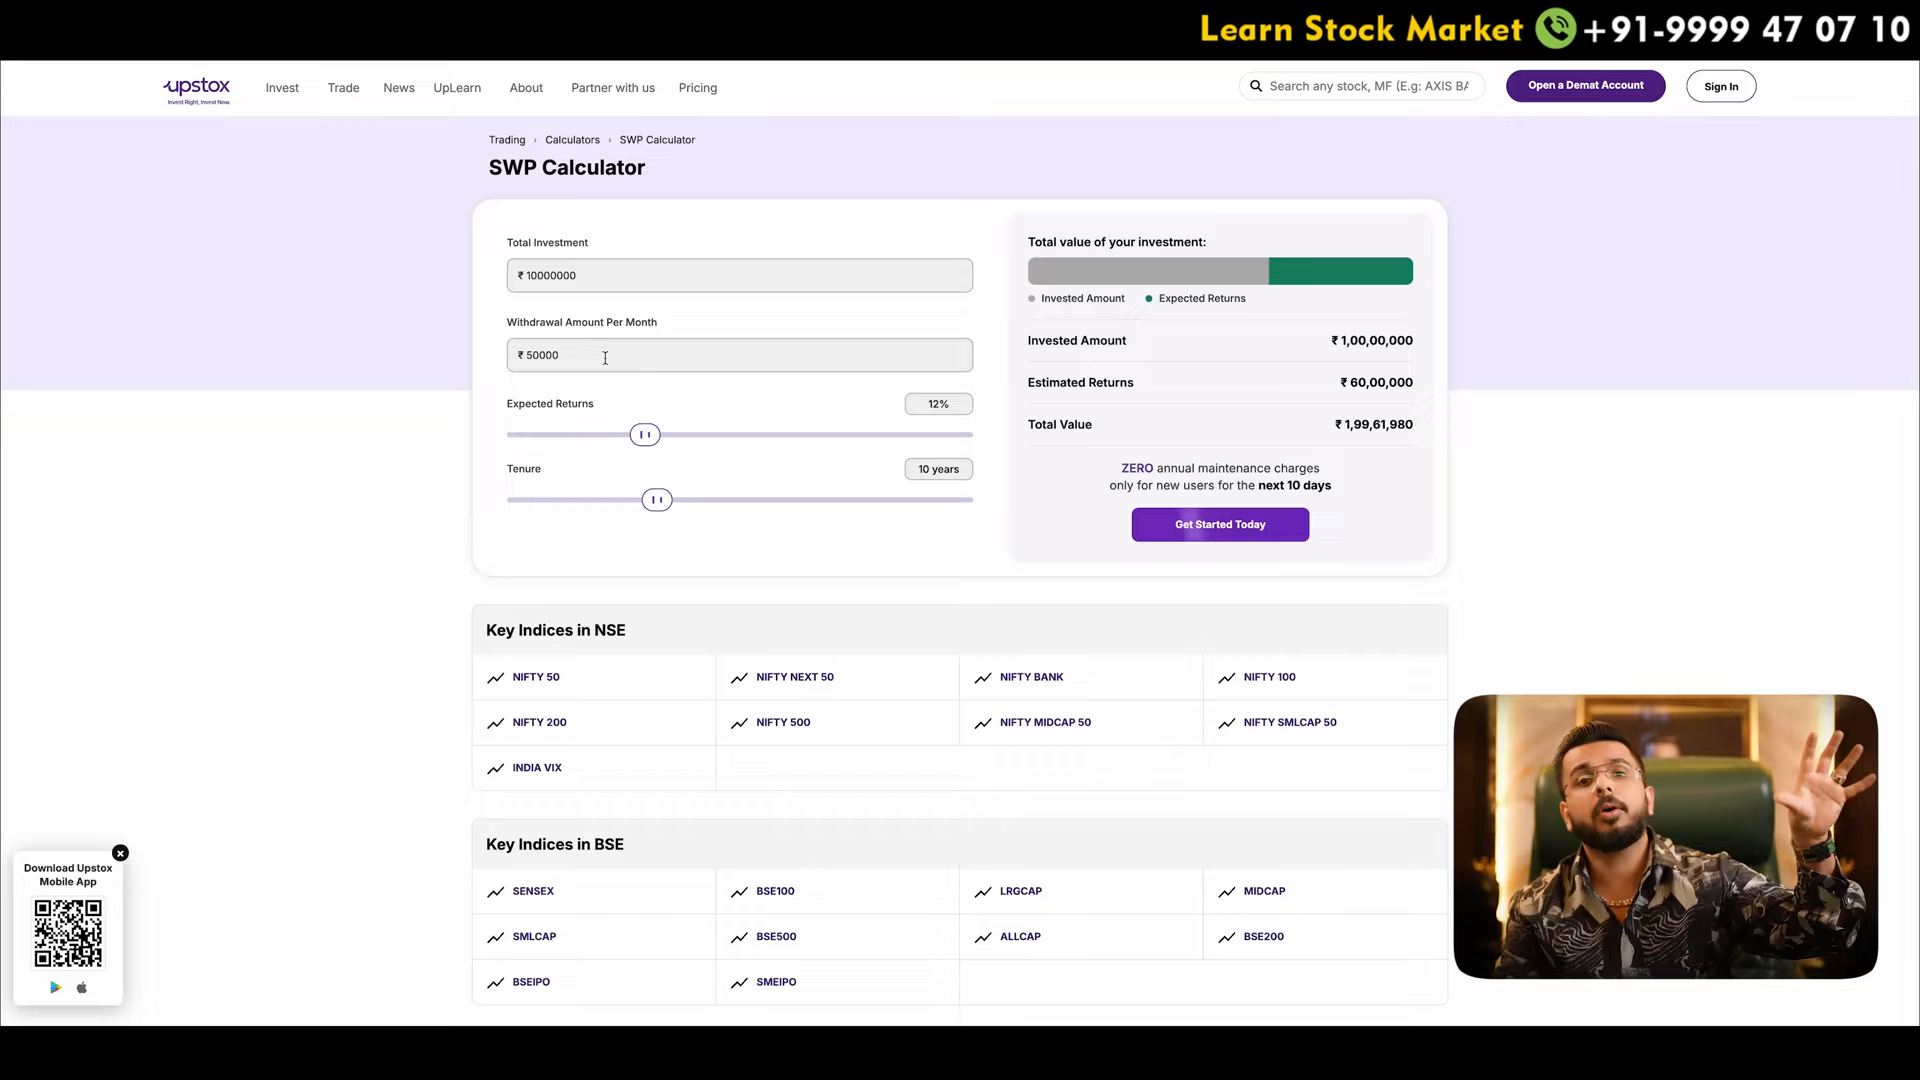 Learn Stock Market +91-9999 47 07 10
upstox
Invest Right, Invest Now.
Invest
Trade
News
UpLearn
About
Partner with us
Pricing
Search any stock, MF (E.g: AXIS BA
Open a Demat Account
Sign In
Trading › Calculators › SWP Calculator
SWP Calculator
Total Investment
₹ 10000000
Withdrawal Amount Per Month
₹ 50000
Expected Returns
12%
Tenure
10 years
Total value of your investment:
Invested Amount
Expected Returns
Invested Amount ₹ 1,00,00,000
Estimated Returns ₹ 60,00,000
Total Value ₹ 1,99,61,980
ZERO annual maintenance charges
only for new users for the next 10 days
Get Started Today
Key Indices in NSE
NIFTY 50
NIFTY NEXT 50
NIFTY BANK
NIFTY 100
NIFTY 200
NIFTY 500
NIFTY MIDCAP 50
NIFTY SMLCAP 50
INDIA VIX
Key Indices in BSE
SENSEX
BSE100
LRGCAP
MIDCAP
SMLCAP
BSE500
ALLCAP
BSE200
BSEIPO
SMEIPO
Download Upstox
Mobile App